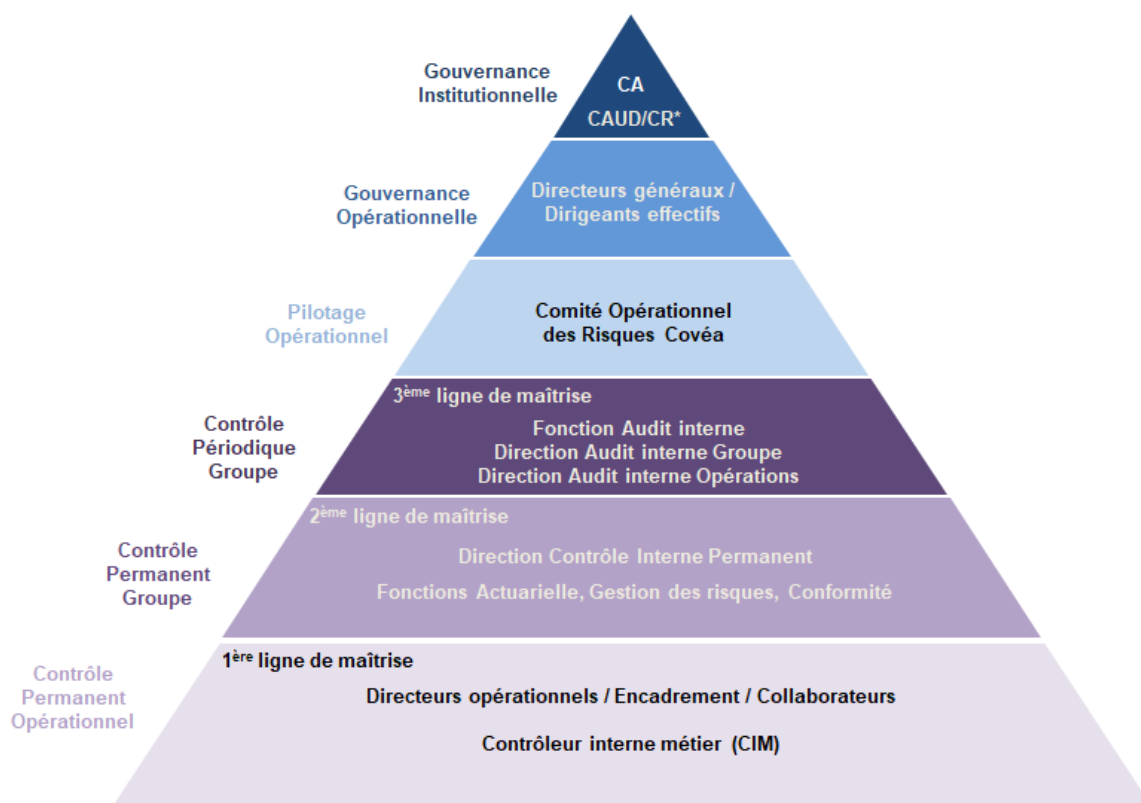 Gouvernance
Institutionnelle
CA
CAUD/CR*
Gouvernance
Opérationnelle
Directeurs généraux /
Dirigeants effectifs
Pilotage
Opérationnel
Comité Opérationnel
des Risques Covéa
Contrôle
Périodique
Groupe
3ème ligne de maîtrise
Fonction Audit interne
Direction Audit interne Groupe
Direction Audit interne Opérations
Contrôle
Permanent
Groupe
2ème ligne de maîtrise
Direction Contrôle Interne Permanent
Fonctions Actuarielle, Gestion des risques, Conformité
Contrôle
Permanent
Opérationnel
1ère ligne de maîtrise
Directeurs opérationnels / Encadrement / Collaborateurs
Contrôleur interne métier (CIM)